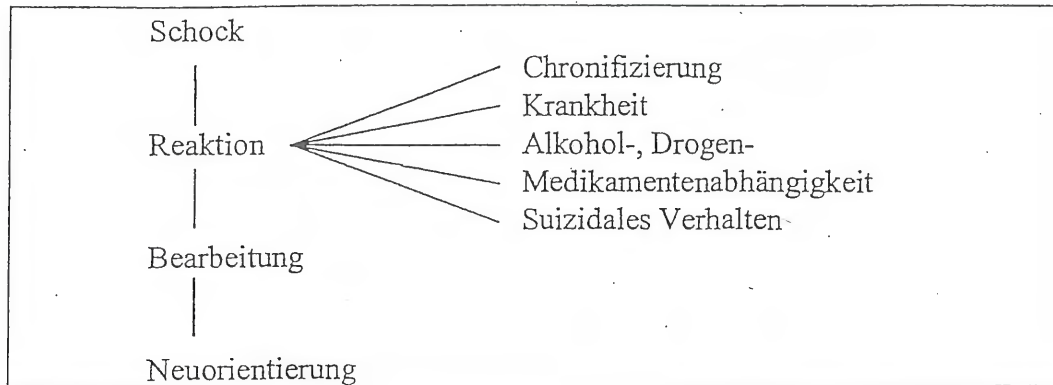 Schock
Chronifizierung
Krankheit
Reaktion
Alkohol-, Drogen-
Medikamentenabhängigkeit
Suizidales Verhalten
Bearbeitung
Neuorientierung